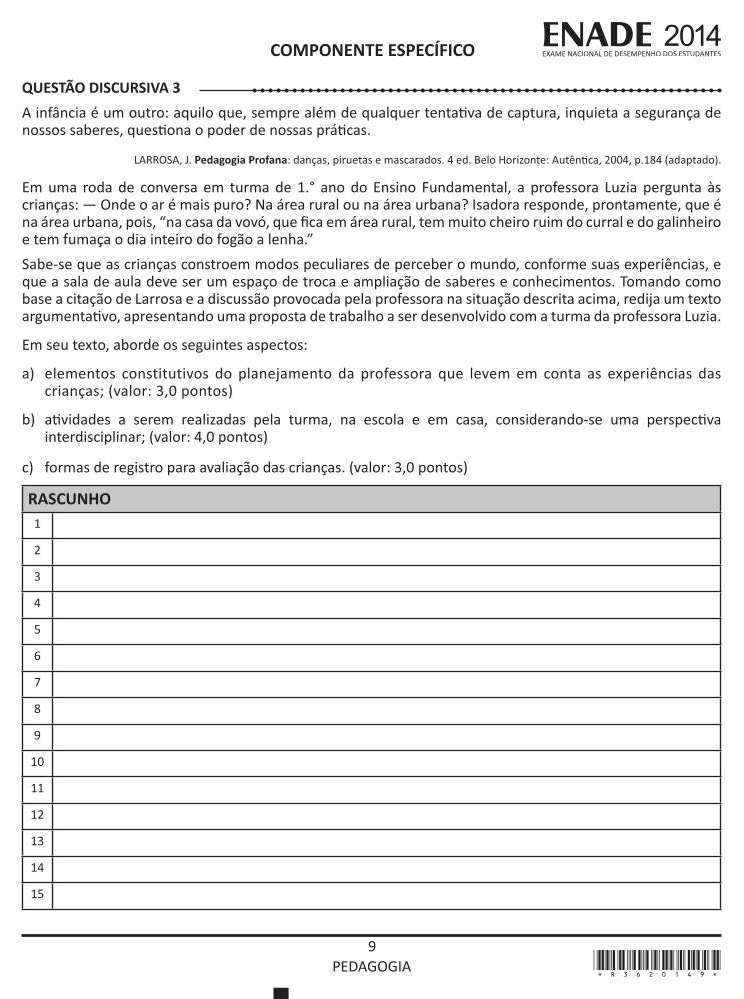 COMPONENTE ESPECÍFICO
ENADE 2014
EXAME NACIONAL DE DESEMPENHO DOS ESTUDANTES
QUESTÃO DISCURSIVA 3
A infância é um outro: aquilo que, sempre além de qualquer tentativa de captura, inquieta a segurança de
nossos saberes, questiona o poder de nossas práticas.
LARROSA, J. Pedagogia Profana: danças, piruetas e mascarados. 4 ed. Belo Horizonte: Autêntica, 2004, p.184 (adaptado).
Em uma roda de conversa em turma de 1.° ano do Ensino Fundamental, a professora Luzia pergunta às
crianças: — Onde o ar é mais puro? Na área rural ou na área urbana? Isadora responde, prontamente, que é
na área urbana, pois, “na casa da vovó, que fica em área rural, tem muito cheiro ruim do curral e do galinheiro
e tem fumaça o dia inteiro do fogão a lenha.”
Sabe-se que as crianças constroem modos peculiares de perceber o mundo, conforme suas experiências, e
que a sala de aula deve ser um espaço de troca e ampliação de saberes e conhecimentos. Tomando como
base a citação de Larrosa e a discussão provocada pela professora na situação descrita acima, redija um texto
argumentativo, apresentando uma proposta de trabalho a ser desenvolvido com a turma da professora Luzia.
Em seu texto, aborde os seguintes aspectos:
a) elementos constitutivos do planejamento da professora que levem em conta as experiências das
crianças; (valor: 3,0 pontos)
b) atividades a serem realizadas pela turma, na escola e em casa, considerando-se uma perspectiva
interdisciplinar; (valor: 4,0 pontos)
c) formas de registro para avaliação das crianças. (valor: 3,0 pontos)
RASCUNHO
1
2
3
4
5
6
7
8
9
10
11
12
13
14
15
9
PEDAGOGIA
* R 3 6 2 0 1 4 9 *